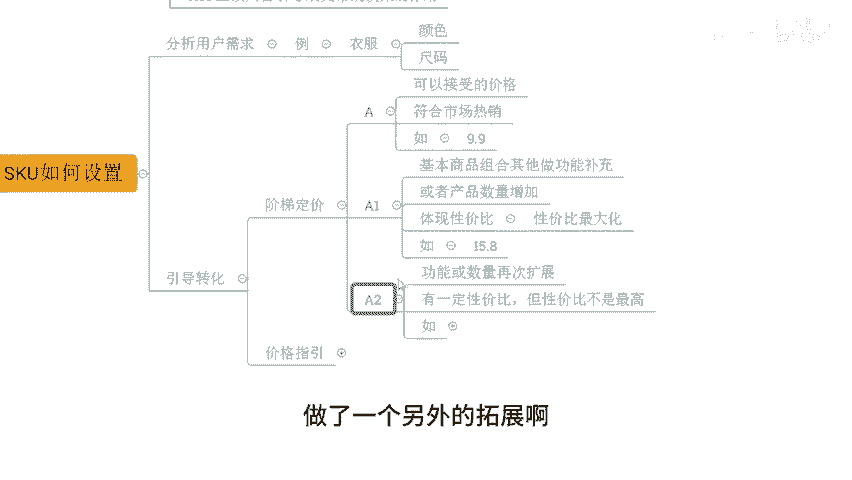 分析用户需求 例 衣服 颜色
尺码
SKU如何设置
引导转化
阶梯定价
A
可以接受的价格
符合市场热销
如 9.9
A1
基本商品组合其他做功能补充
或者产品数量增加
体现性价比 性价比最大化
如 15.8
A2
功能或数量再次扩展
有一定性价比，但性价比不是最高
如
价格指引
做了一个另外的拓展啊